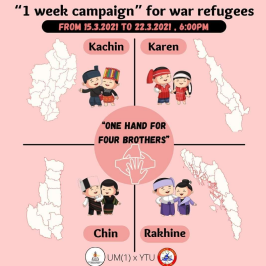 “1 week campaign” for war refugees
FROM 15.3.2021 TO 22.3.2021 , 6:00PM
Kachin
Karen
“ONE HAND FOR
FOUR BROTHERS”
Chin
Rakhine
UM(1) x YTU